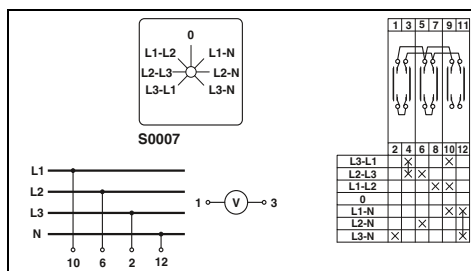 0
L1-L2 L1-N
L2-L3 L2-N
L3-L1 L3-N
S0007
L1
L2
L3
N
10 6 2 12
1 V 3
1 3 5 7 9 11
2 4 6 8 10 12
L3-L1
L2-L3
L1-L2
0
L1-N
L2-N
L3-N